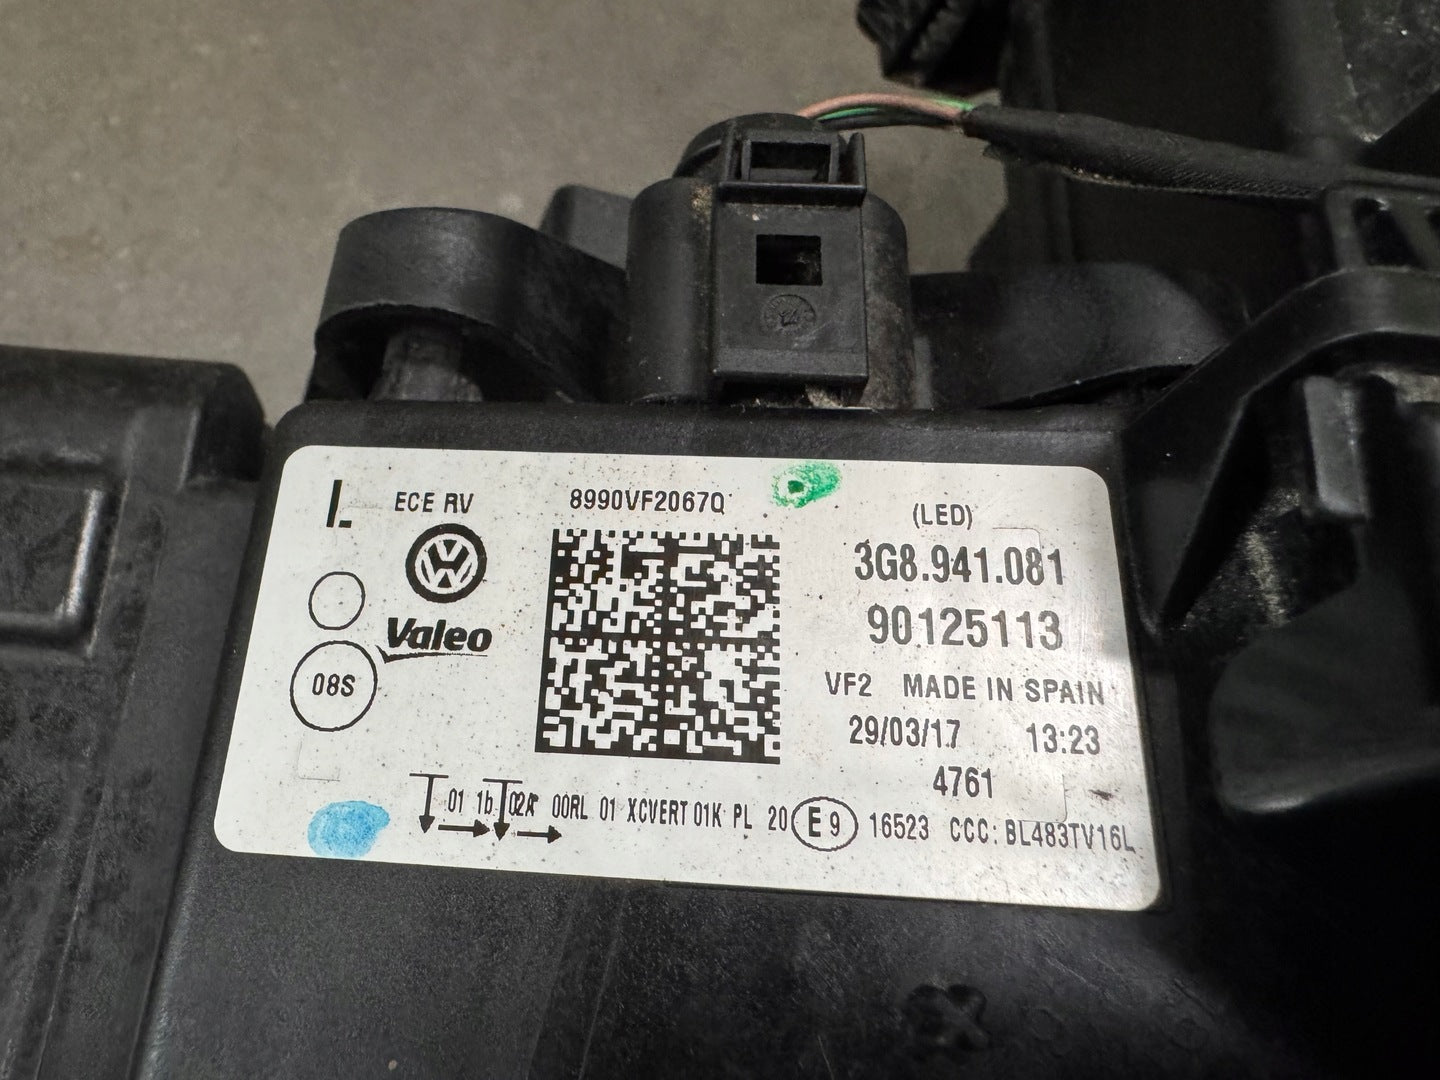 L ECE RV 8990VF2067Q (LED)
3G8.941.081
Valeo 90125113
08S VF2 MADE IN SPAIN
29/03/17 13:23
4761
01 1b 02A 00RL 01 XCVERT 01K PL 20 E9 16523 CCC: BL483TV16L